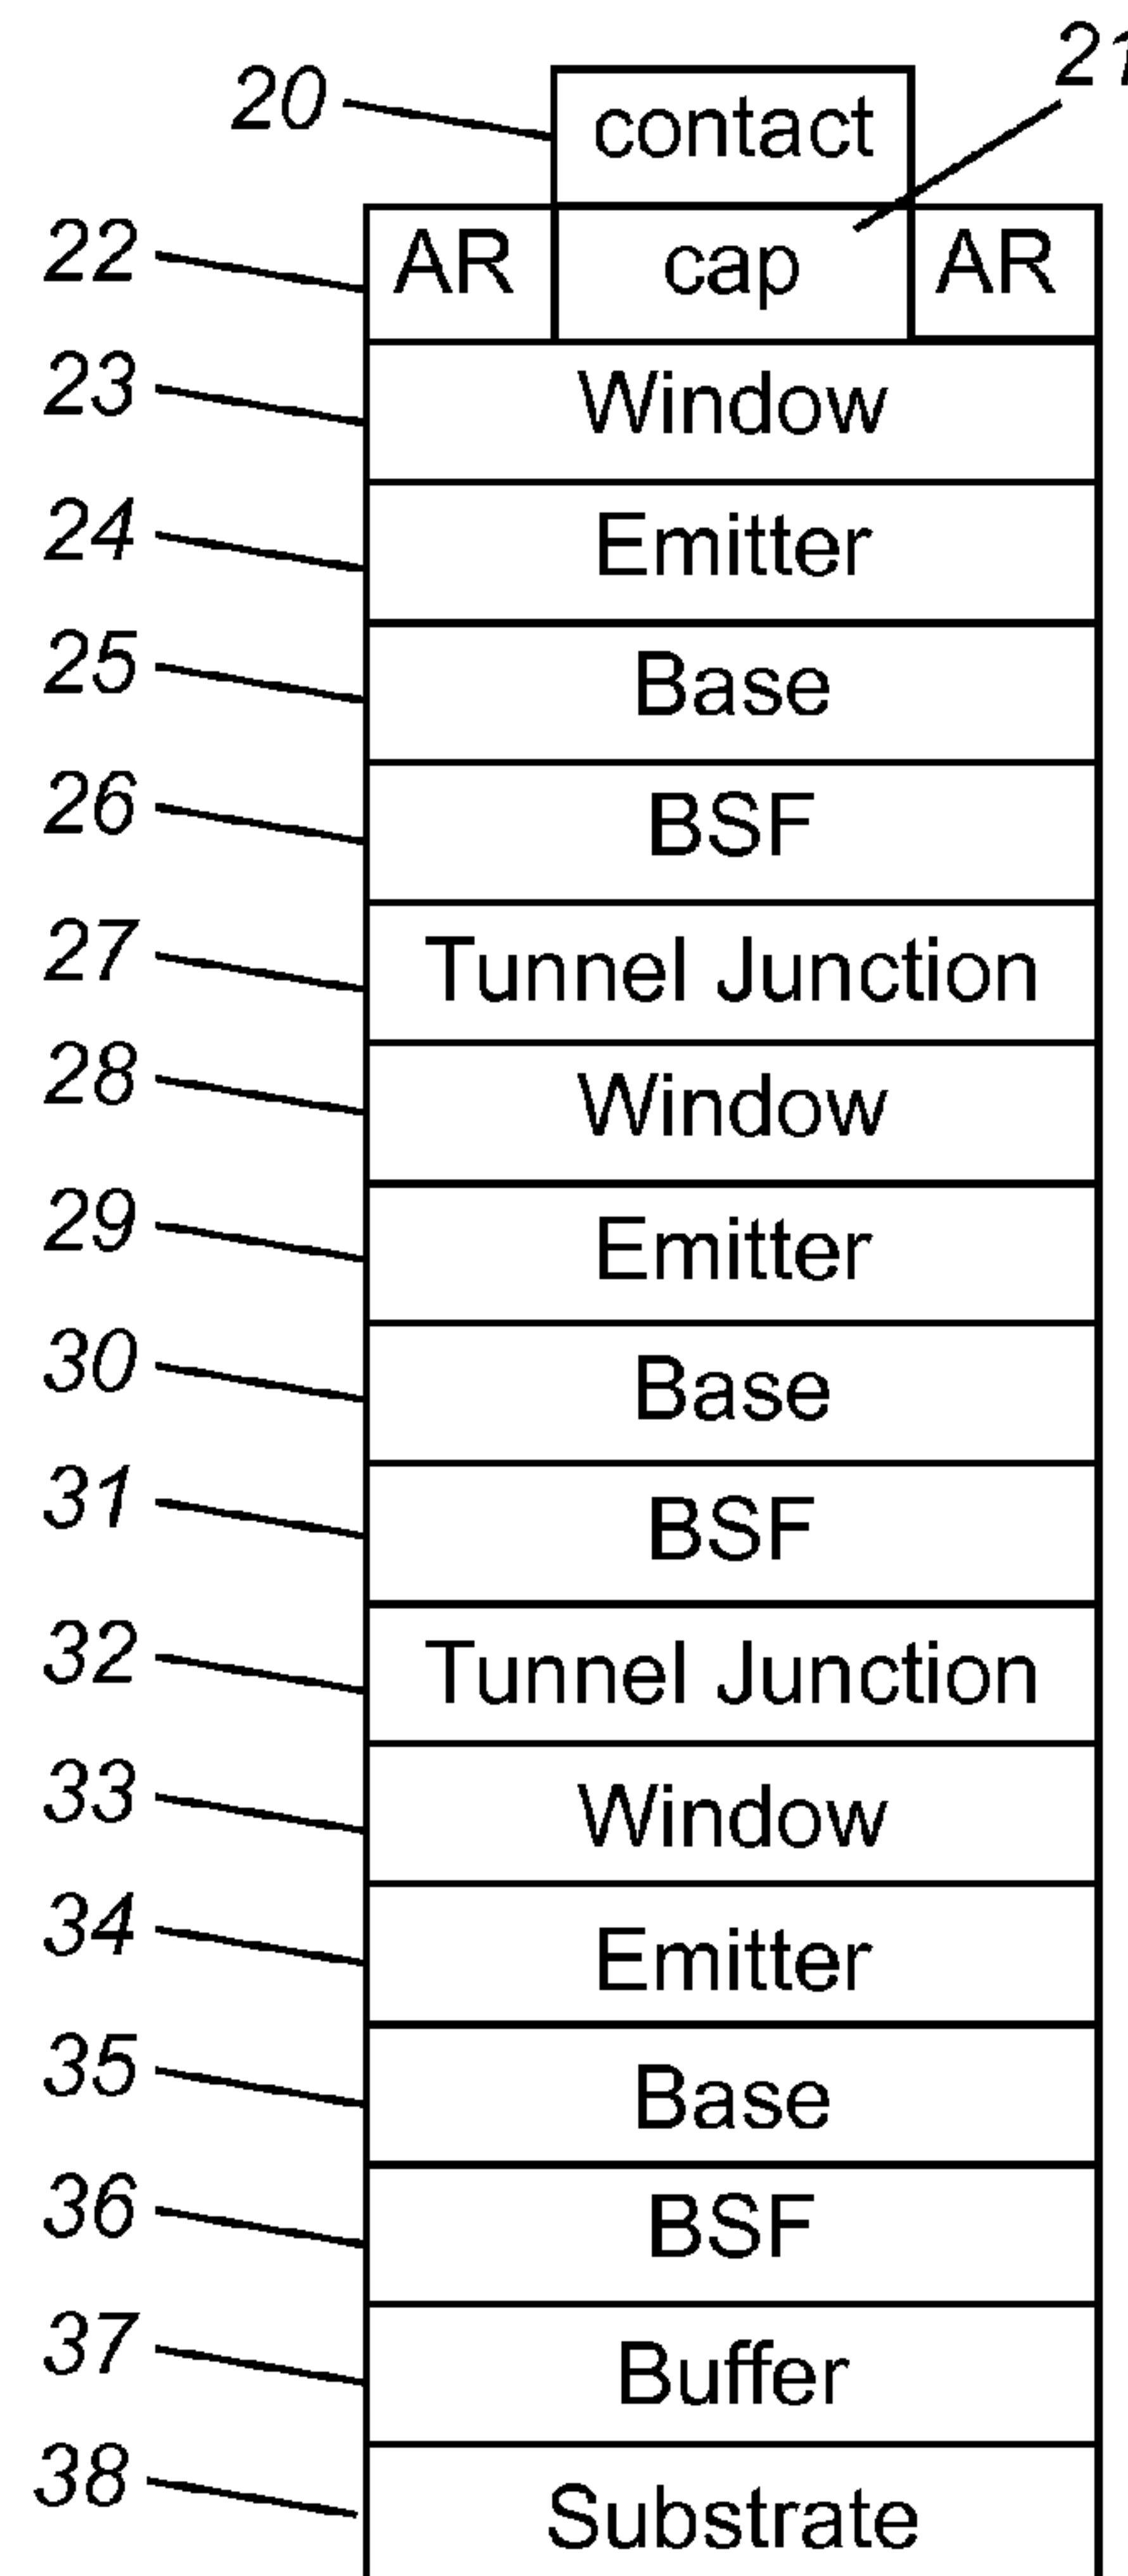 21
20 contact
22 AR cap AR
23 Window
24 Emitter
25 Base
26 BSF
27 Tunnel Junction
28 Window
29 Emitter
30 Base
31 BSF
32 Tunnel Junction
33 Window
34 Emitter
35 Base
36 BSF
37 Buffer
38 Substrate